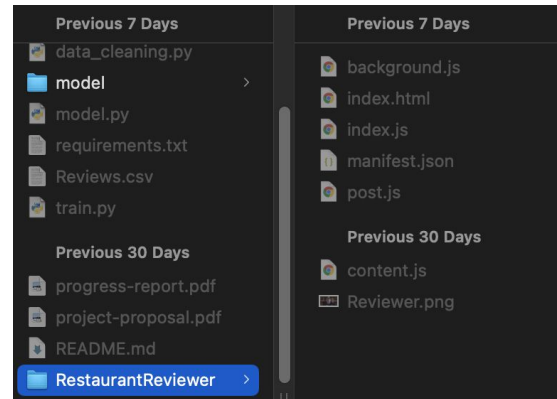 Previous 7 Days
data_cleaning.py
model
model.py
requirements.txt
Reviews.csv
train.py
Previous 30 Days
progress-report.pdf
project-proposal.pdf
README.md
RestaurantReviewer
Previous 7 Days
background.js
index.html
index.js
manifest.json
post.js
Previous 30 Days
content.js
Reviewer.png